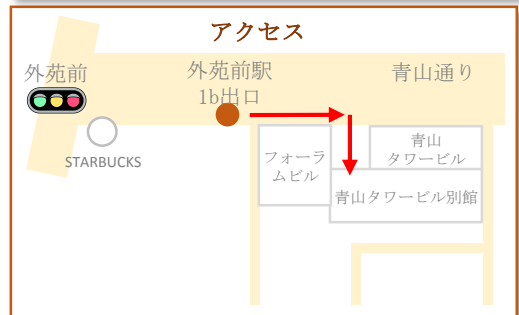 アクセス
外苑前
外苑前駅
1b出口
青山通り
STARBUCKS
フォーラ
ムビル
青山
タワービル
青山タワービル別館